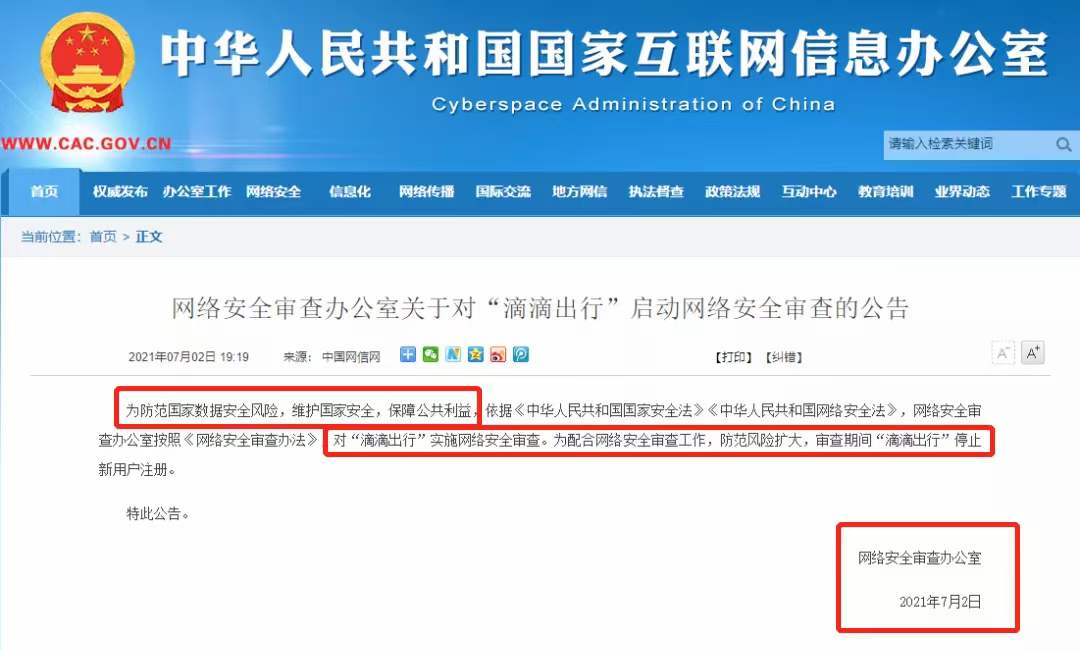 中华人民共和国国家互联网信息办公室
Cyberspace Administration of China
WWW.CAC.GOV.CN
请输入检索关键词
首页 权威发布 办公室工作 网络安全 信息化 网络传播 国际交流 地方网信 执法督查 政策法规 互动中心 教育培训 业界动态 工作专题
当前位置: 首页 > 正文
网络安全审查办公室关于对“滴滴出行”启动网络安全审查的公告
2021年07月02日 19:19 来源: 中国网信网 【打印】【纠错】 A- A+
为防范国家数据安全风险，维护国家安全，保障公共利益，依据《中华人民共和国国家安全法》《中华人民共和国网络安全法》，网络安全审
查办公室按照《网络安全审查办法》对“滴滴出行”实施网络安全审查。为配合网络安全审查工作，防范风险扩大，审查期间“滴滴出行”停止
新用户注册。
特此公告。
网络安全审查办公室
2021年7月2日